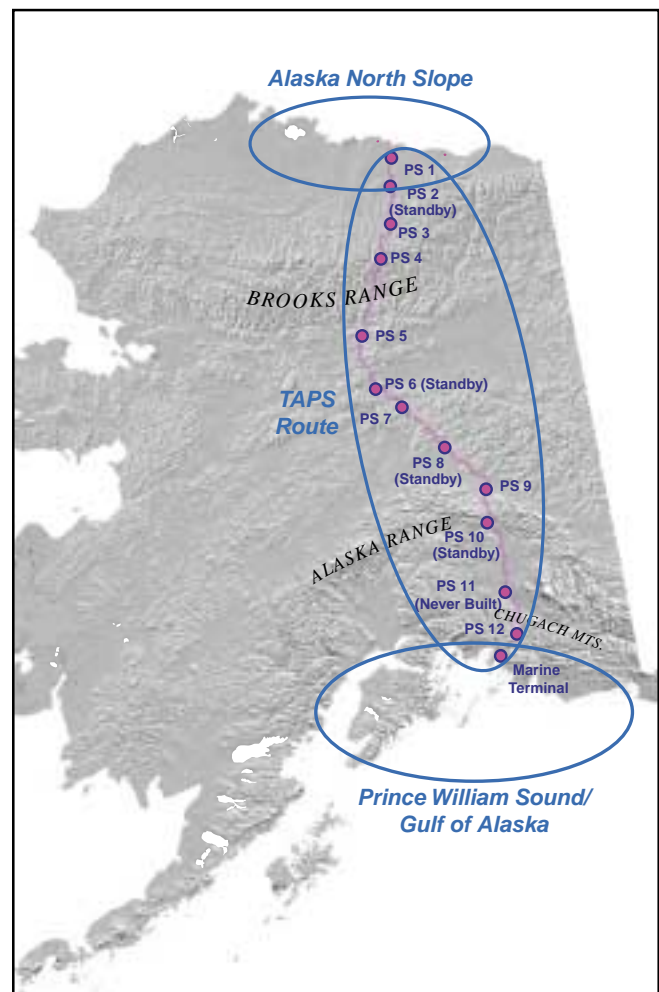 Alaska North Slope
PS 1
PS 2
(Standby)
PS 3
PS 4
BROOKS RANGE
PS 5
PS 6 (Standby)
TAPS
Route
PS 7
PS 8
(Standby)
PS 9
ALASKA RANGE
PS 10
(Standby)
PS 11
(Never Built)
CHUGACH MTS.
PS 12
Marine
Terminal
Prince William Sound/
Gulf of Alaska